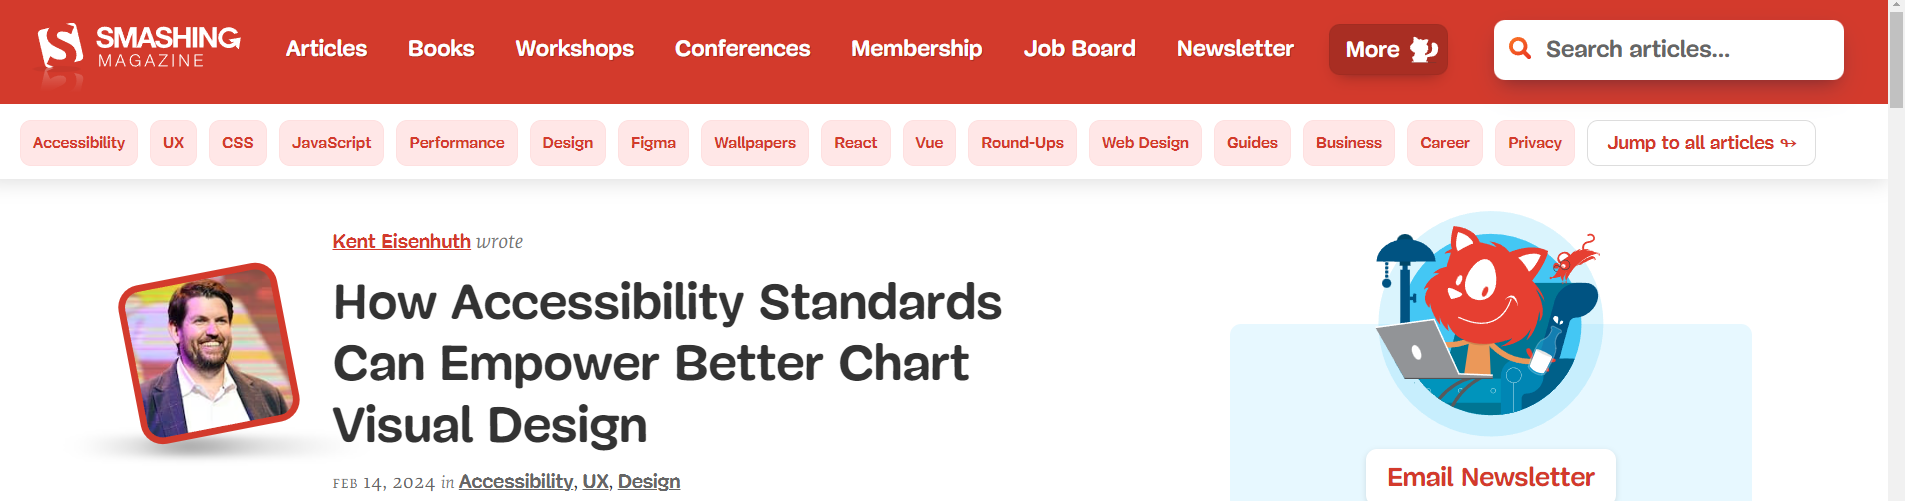 SMASHING
MAGAZINE
Articles Books Workshops Conferences Membership Job Board Newsletter More Search articles...
Accessibility UX CSS JavaScript Performance Design Figma Wallpapers React Vue Round-Ups Web Design Guides Business Career Privacy Jump to all articles ↬
Kent Eisenhuth wrote
How Accessibility Standards
Can Empower Better Chart
Visual Design
FEB 14, 2024 in Accessibility, UX, Design
Email Newsletter